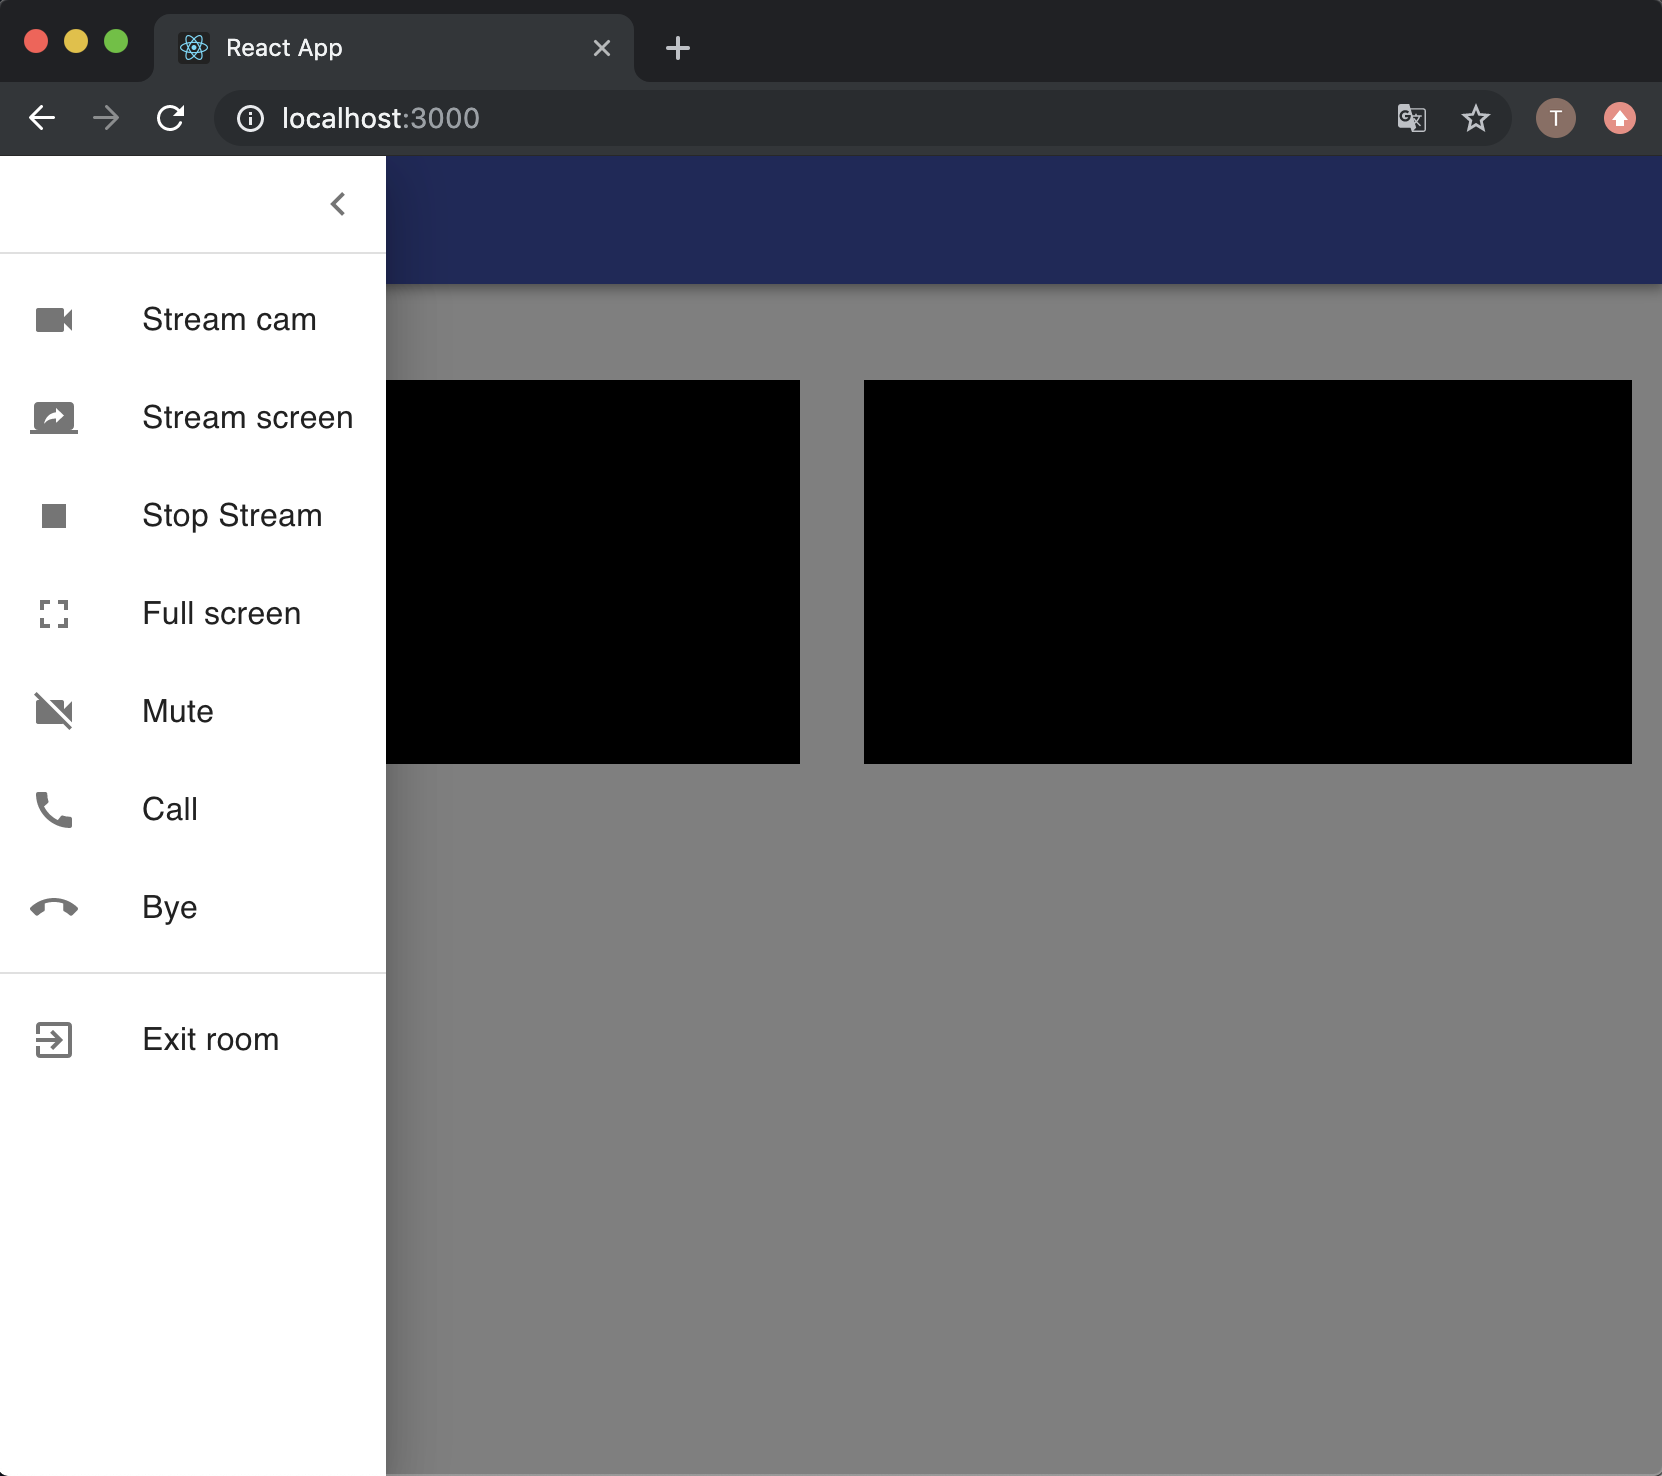 React App
localhost:3000
T
Stream cam
Stream screen
Stop Stream
Full screen
Mute
Call
Bye
Exit room